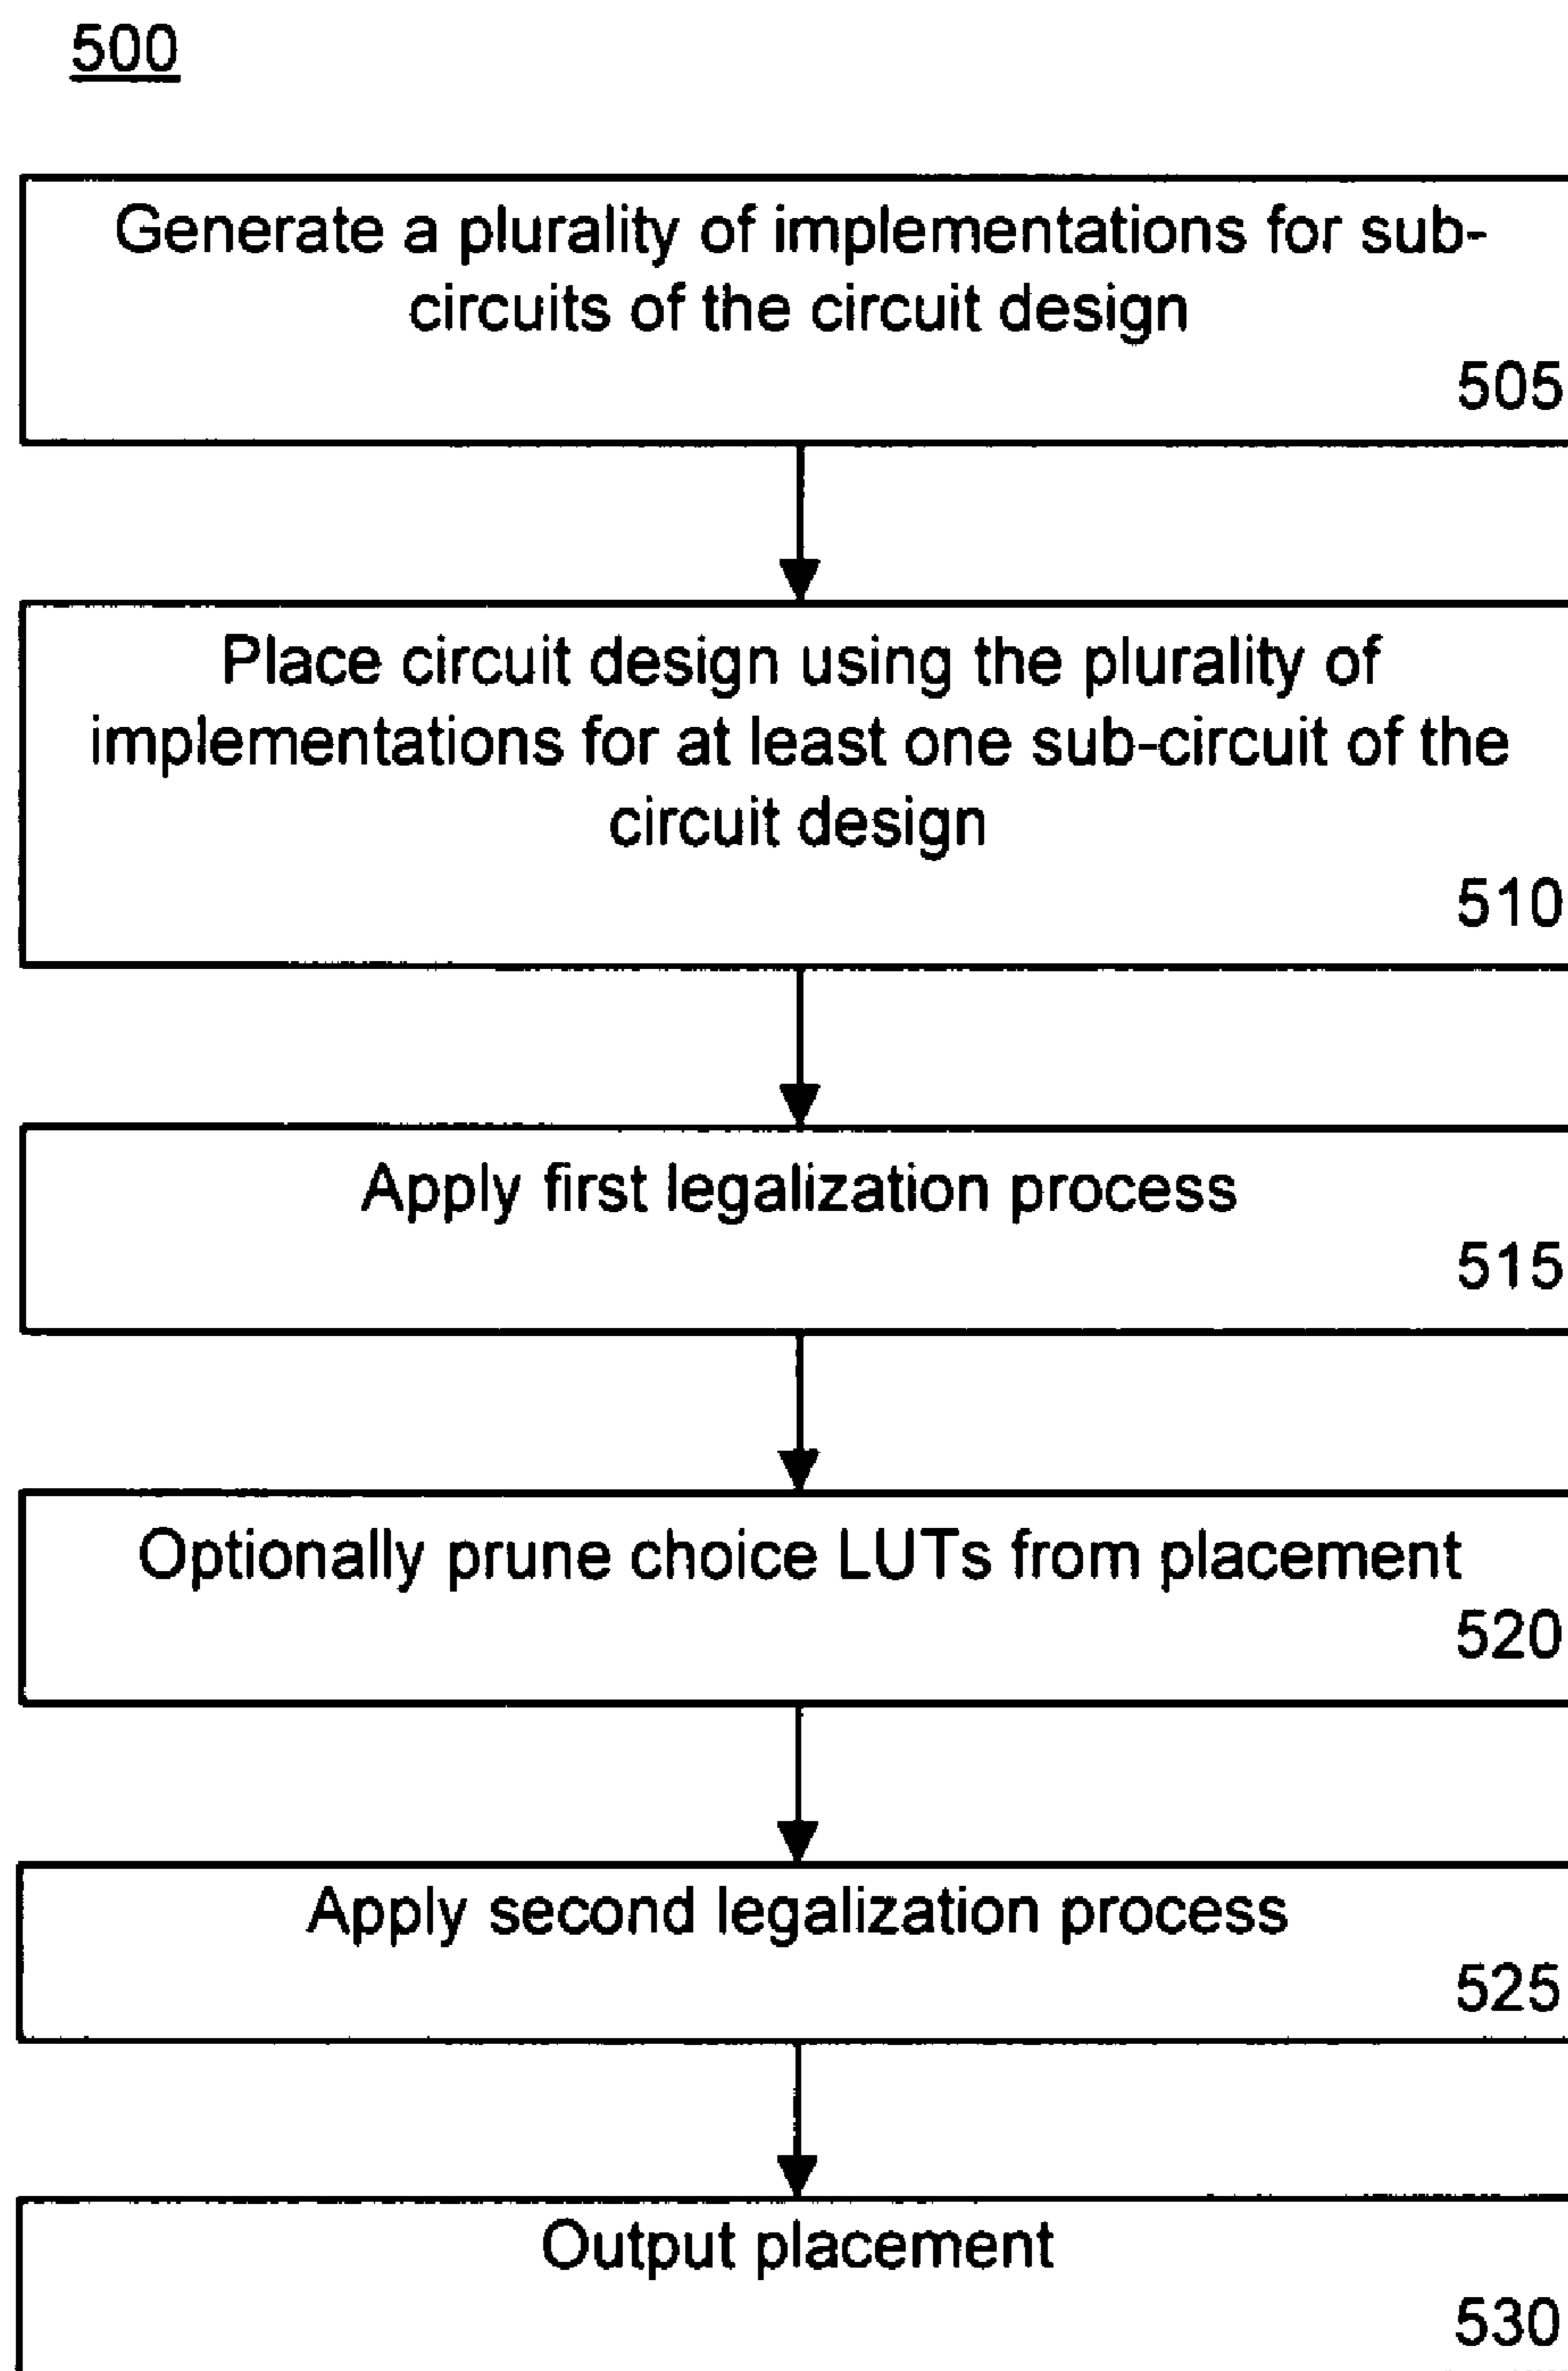 500
Generate a plurality of implementations for sub-
circuits of the circuit design
505
Place circuit design using the plurality of
implementations for at least one sub-circuit of the
circuit design
510
Apply first legalization process
515
Optionally prune choice LUTs from placement
520
Apply second legalization process
525
Output placement
530